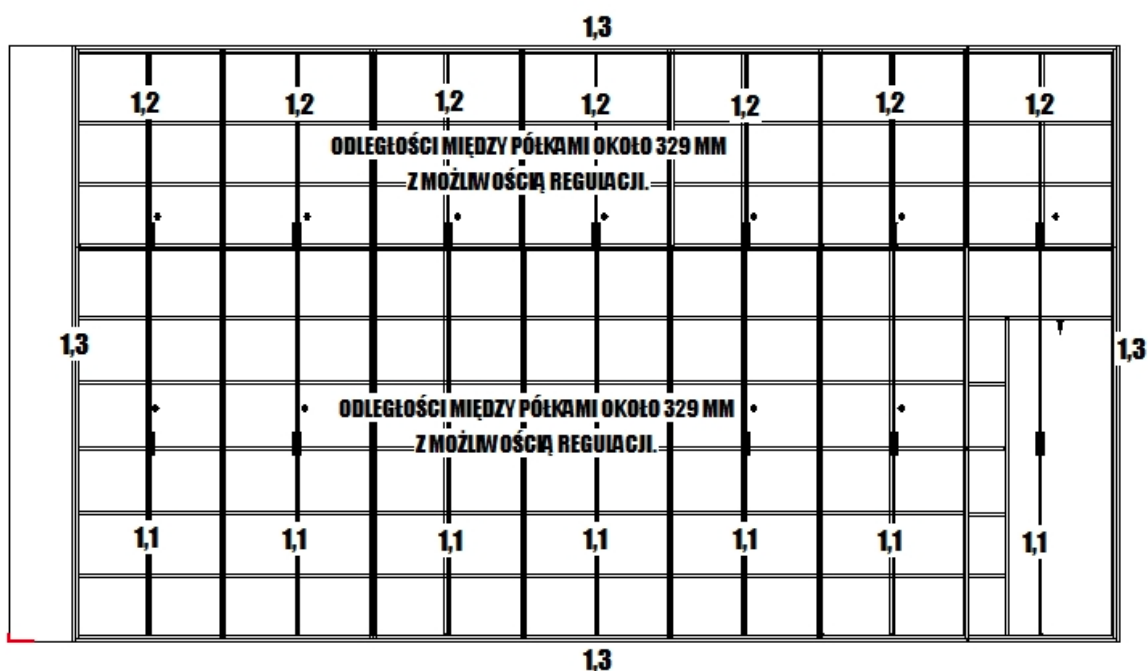 1,3
1,2 1,2 1,2 1,2 1,2 1,2 1,2
ODLEGŁOŚCI MIĘDZY PÓŁKAMI OKOŁO 329 MM
Z MOŻLIWOŚCIĄ REGULACJI.
1,3 1,3
ODLEGŁOŚCI MIĘDZY PÓŁKAMI OKOŁO 329 MM
Z MOŻLIWOŚCIĄ REGULACJI.
1,1 1,1 1,1 1,1 1,1 1,1 1,1
1,3